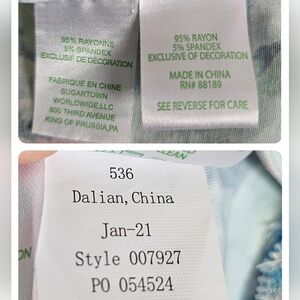 95% RAYONNE
5% SPANDEX
EXCLUSIF DE DECORATION
FABRIQUE EN CHINE
SUGARTOWN
WORLDWIDE,LLC
800 THIRD AVENUE
KING OF PRUSSIA,PA
95% RAYON
5% SPANDEX
EXCLUSIVE OF DECORATION
MADE IN CHINA
RN# 88189
SEE REVERSE FOR CARE
CLEAN
ON
536
Dalian,China
Jan-21
Style 007927
PO 054524